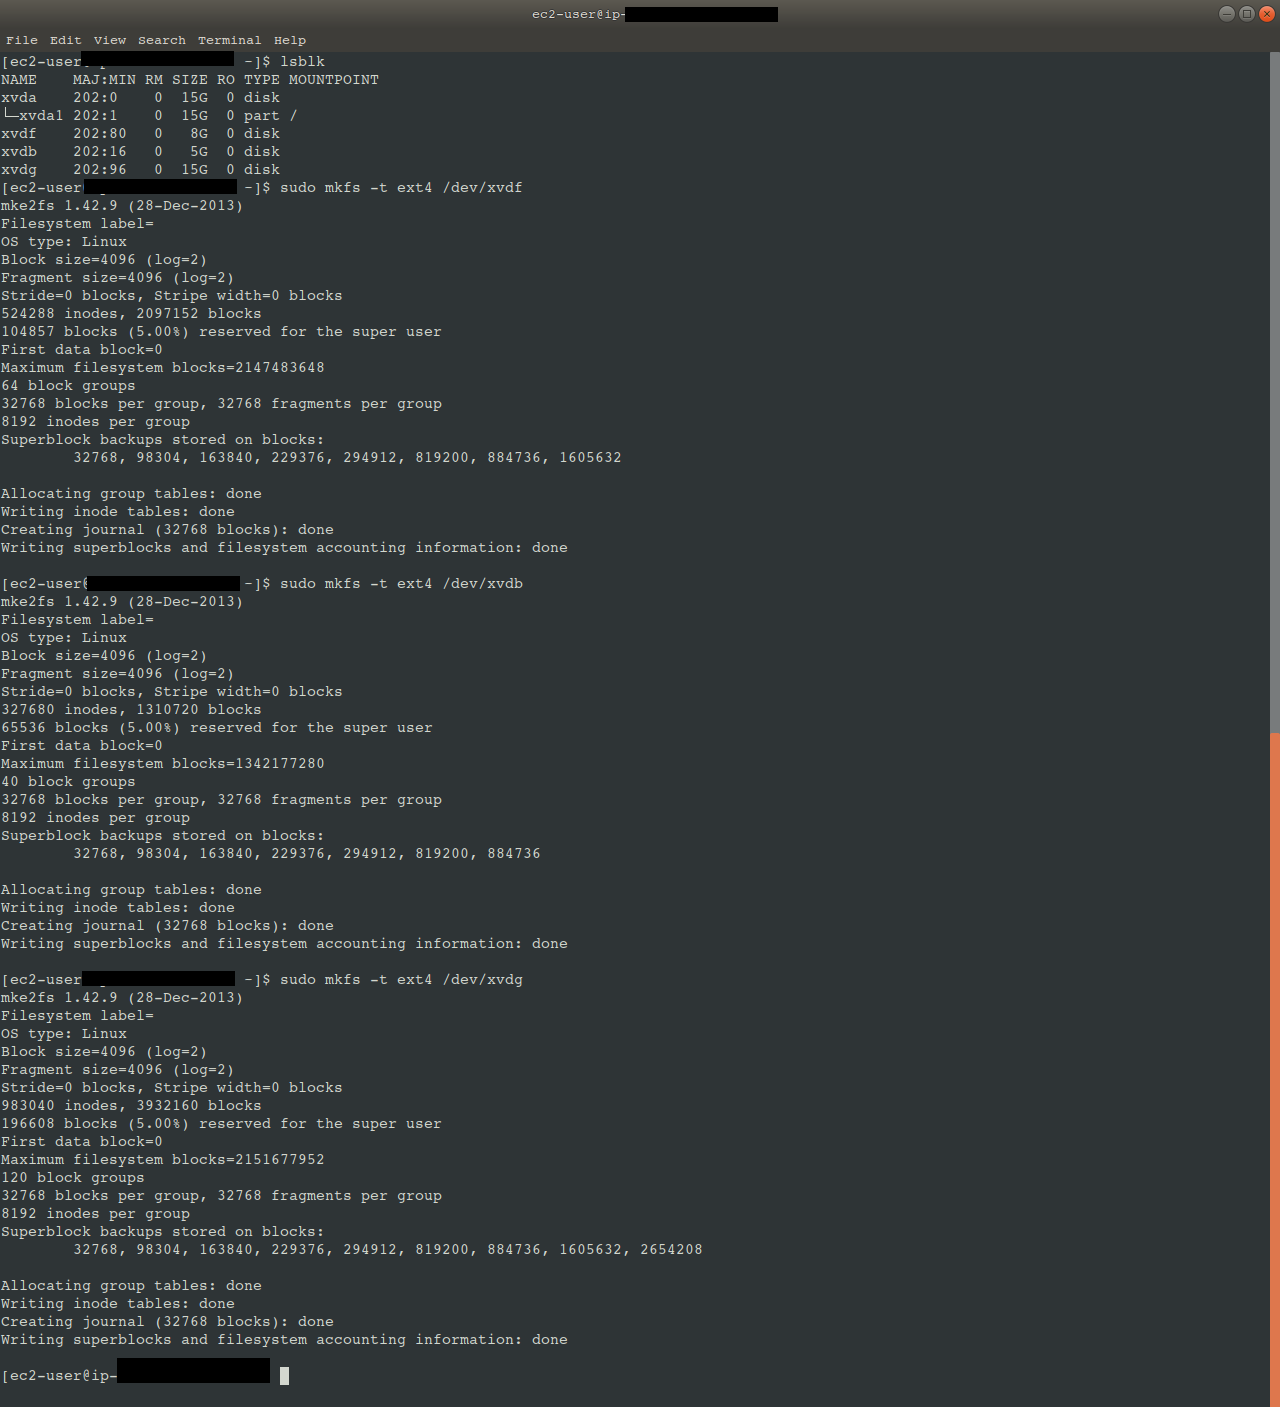 ec2-user@ip-
File Edit View Search Terminal Help
[ec2-user ~]$ lsblk
NAME    MAJ:MIN RM SIZE RO TYPE MOUNTPOINT
xvda    202:0    0  15G  0 disk
└─xvda1 202:1    0  15G  0 part /
xvdf    202:80   0   8G  0 disk
xvdb    202:16   0   5G  0 disk
xvdg    202:96   0  15G  0 disk
[ec2-user ~]$ sudo mkfs -t ext4 /dev/xvdf
mke2fs 1.42.9 (28-Dec-2013)
Filesystem label=
OS type: Linux
Block size=4096 (log=2)
Fragment size=4096 (log=2)
Stride=0 blocks, Stripe width=0 blocks
524288 inodes, 2097152 blocks
104857 blocks (5.00%) reserved for the super user
First data block=0
Maximum filesystem blocks=2147483648
64 block groups
32768 blocks per group, 32768 fragments per group
8192 inodes per group
Superblock backups stored on blocks:
        32768, 98304, 163840, 229376, 294912, 819200, 884736, 1605632

Allocating group tables: done
Writing inode tables: done
Creating journal (32768 blocks): done
Writing superblocks and filesystem accounting information: done

[ec2-user@ ~]$ sudo mkfs -t ext4 /dev/xvdb
mke2fs 1.42.9 (28-Dec-2013)
Filesystem label=
OS type: Linux
Block size=4096 (log=2)
Fragment size=4096 (log=2)
Stride=0 blocks, Stripe width=0 blocks
327680 inodes, 1310720 blocks
65536 blocks (5.00%) reserved for the super user
First data block=0
Maximum filesystem blocks=1342177280
40 block groups
32768 blocks per group, 32768 fragments per group
8192 inodes per group
Superblock backups stored on blocks:
        32768, 98304, 163840, 229376, 294912, 819200, 884736

Allocating group tables: done
Writing inode tables: done
Creating journal (32768 blocks): done
Writing superblocks and filesystem accounting information: done

[ec2-user ~]$ sudo mkfs -t ext4 /dev/xvdg
mke2fs 1.42.9 (28-Dec-2013)
Filesystem label=
OS type: Linux
Block size=4096 (log=2)
Fragment size=4096 (log=2)
Stride=0 blocks, Stripe width=0 blocks
983040 inodes, 3932160 blocks
196608 blocks (5.00%) reserved for the super user
First data block=0
Maximum filesystem blocks=2151677952
120 block groups
32768 blocks per group, 32768 fragments per group
8192 inodes per group
Superblock backups stored on blocks:
        32768, 98304, 163840, 229376, 294912, 819200, 884736, 1605632, 2654208

Allocating group tables: done
Writing inode tables: done
Creating journal (32768 blocks): done
Writing superblocks and filesystem accounting information: done

[ec2-user@ip-